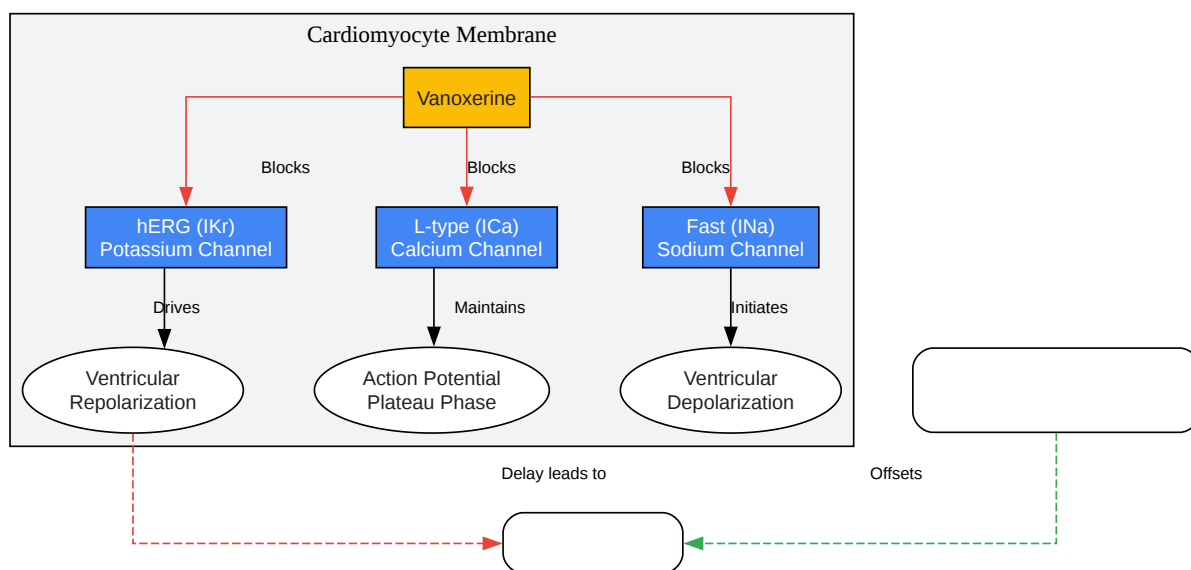 Cardiomyocyte Membrane
Vanoxerine
Blocks
Blocks
Blocks
hERG (IKr)
Potassium Channel
L-type (ICa)
Calcium Channel
Fast (INa)
Sodium Channel
Drives
Maintains
Initiates
Ventricular
Repolarization
Action Potential
Plateau Phase
Ventricular
Depolarization
Delay leads to
Offsets